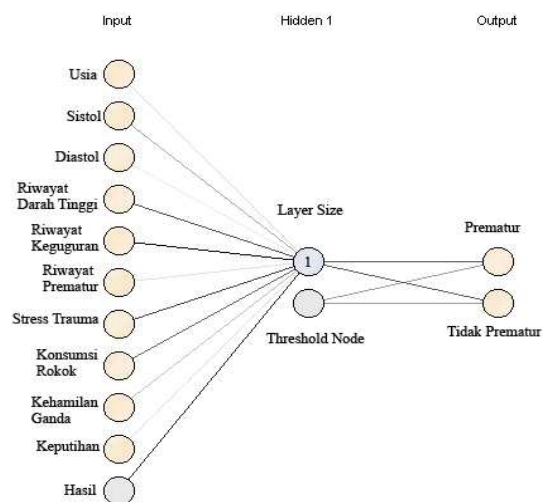 Input
Hidden 1
Output
Usia
Sistol
Diastol
Riwayat
Darah Tinggi
Riwayat
Keguguran
Riwayat
Prematur
Stress Trauma
Konsumsi
Rokok
Kehamilan
Ganda
Keputihan
Hasil
Layer Size
1
Threshold Node
Prematur
Tidak Prematur